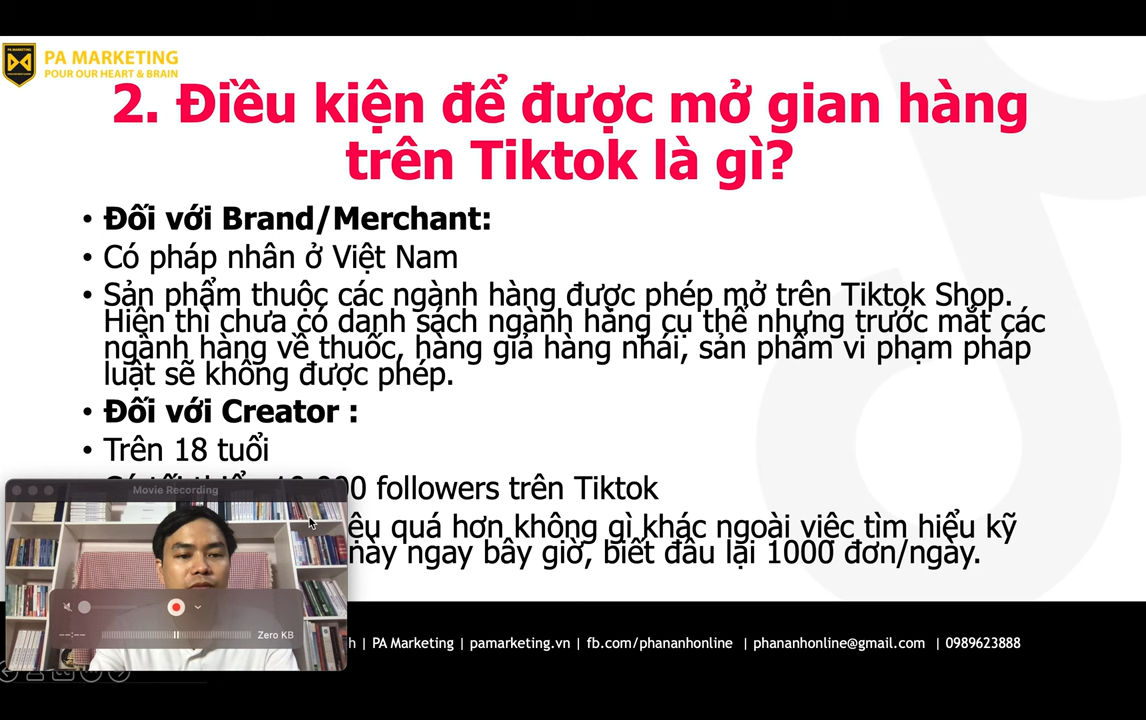 PA MARKETING
POUR OUR HEART & BRAIN
2. Điều kiện để được mở gian hàng
trên Tiktok là gì?
• Đối với Brand/Merchant:
• Có pháp nhân ở Việt Nam
• Sản phẩm thuộc các ngành hàng được phép mở trên Tiktok Shop.
Hiện thì chưa có danh sách ngành hàng cụ thể nhưng trước mắt các
ngành hàng về thuốc, hàng giả hàng nhái, sản phẩm vi phạm pháp
luật sẽ không được phép.
• Đối với Creator :
• Trên 18 tuổi
followers trên Tiktok
quá hơn không gì khác ngoài việc tìm hiểu kỹ
này ngay bây giờ, biết đâu lại 1000 đơn/ngày.
Movie Recording
Zero KB
--:--
| PA Marketing | pamarketing.vn | fb.com/phananhonline | phananhonline@gmail.com | 0989623888